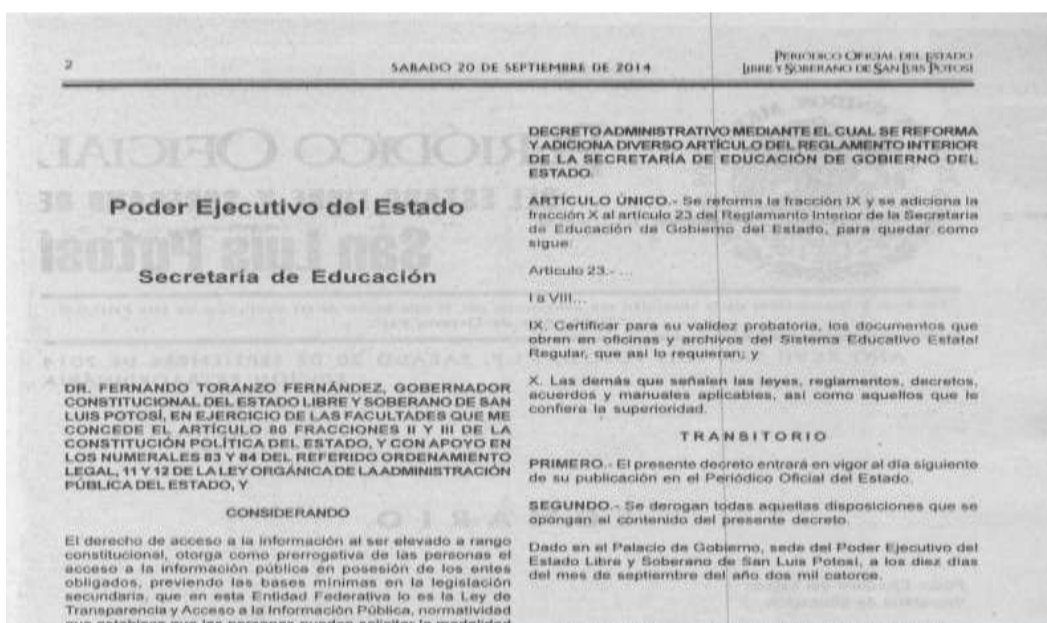 2
SABADO 20 DE SEPTIEMBRE DE 2014
PERIODICO OFICIAL DEL ESTADO
LIBRE Y SOBERANO DE SAN LUIS POTOSI
Poder Ejecutivo del Estado
Secretaría de Educación
DR. FERNANDO TORANZO FERNÁNDEZ, GOBERNADOR
CONSTITUCIONAL DEL ESTADO LIBRE Y SOBERANO DE SAN
LUIS POTOSÍ, EN EJERCICIO DE LAS FACULTADES QUE ME
CONCEDE EL ARTÍCULO 80 FRACCIONES II Y III DE LA
CONSTITUCIÓN POLÍTICA DEL ESTADO, Y CON APOYO EN
LOS NUMERALES 83 Y 84 DEL REFERIDO ORDENAMIENTO
LEGAL, 11 Y 12 DE LA LEY ORGÁNICA DE LA ADMINISTRACIÓN
PÚBLICA DEL ESTADO, Y
CONSIDERANDO
El derecho de acceso a la información al ser elevado a rango
constitucional, otorga como prerrogativa de las personas el
acceso a la información pública en posesión de los entes
obligados, previendo las bases mínimas en la legislación
secundaria, que en esta Entidad Federativa lo es la Ley de
Transparencia y Acceso a la Información Pública, normatividad
que establece que las personas pueden solicitar la modalidad
DECRETO ADMINISTRATIVO MEDIANTE EL CUAL SE REFORMA
Y ADICIONA DIVERSO ARTÍCULO DEL REGLAMENTO INTERIOR
DE LA SECRETARÍA DE EDUCACIÓN DE GOBIERNO DEL
ESTADO.
ARTÍCULO ÚNICO.- Se reforma la fracción IX y se adiciona la
fracción X al artículo 23 del Reglamento Interior de la Secretaria
de Educación de Gobierno del Estado, para quedar como
sigue:
Artículo 23.- ...
I a VIII...
IX. Certificar para su validez probatoria, los documentos que
obren en oficinas y archivos del Sistema Educativo Estatal
Regular, que así lo requieran; y
X. Las demás que señalen las leyes, reglamentos, decretos,
acuerdos y manuales aplicables, así como aquellos que le
confiera la superioridad.
TRANSITORIO
PRIMERO.- El presente decreto entrará en vigor al día siguiente
de su publicación en el Periódico Oficial del Estado.
SEGUNDO.- Se derogan todas aquellas disposiciones que se
opongan al contenido del presente decreto.
Dado en el Palacio de Gobierno, sede del Poder Ejecutivo del
Estado Libre y Soberano de San Luis Potosí, a los diez días
del mes de septiembre del año dos mil catorce.